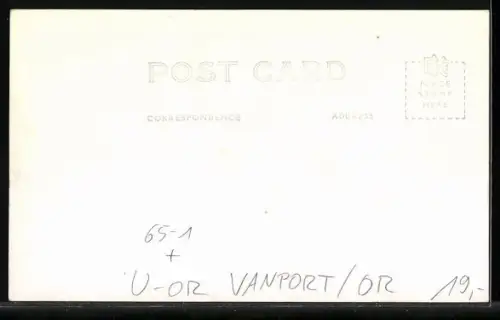 POST CARD
PLACE
STAMP
HERE
CORRESPONDENCE ADDRESS
65-1
+
U-OR VANPORT/OR 19,-